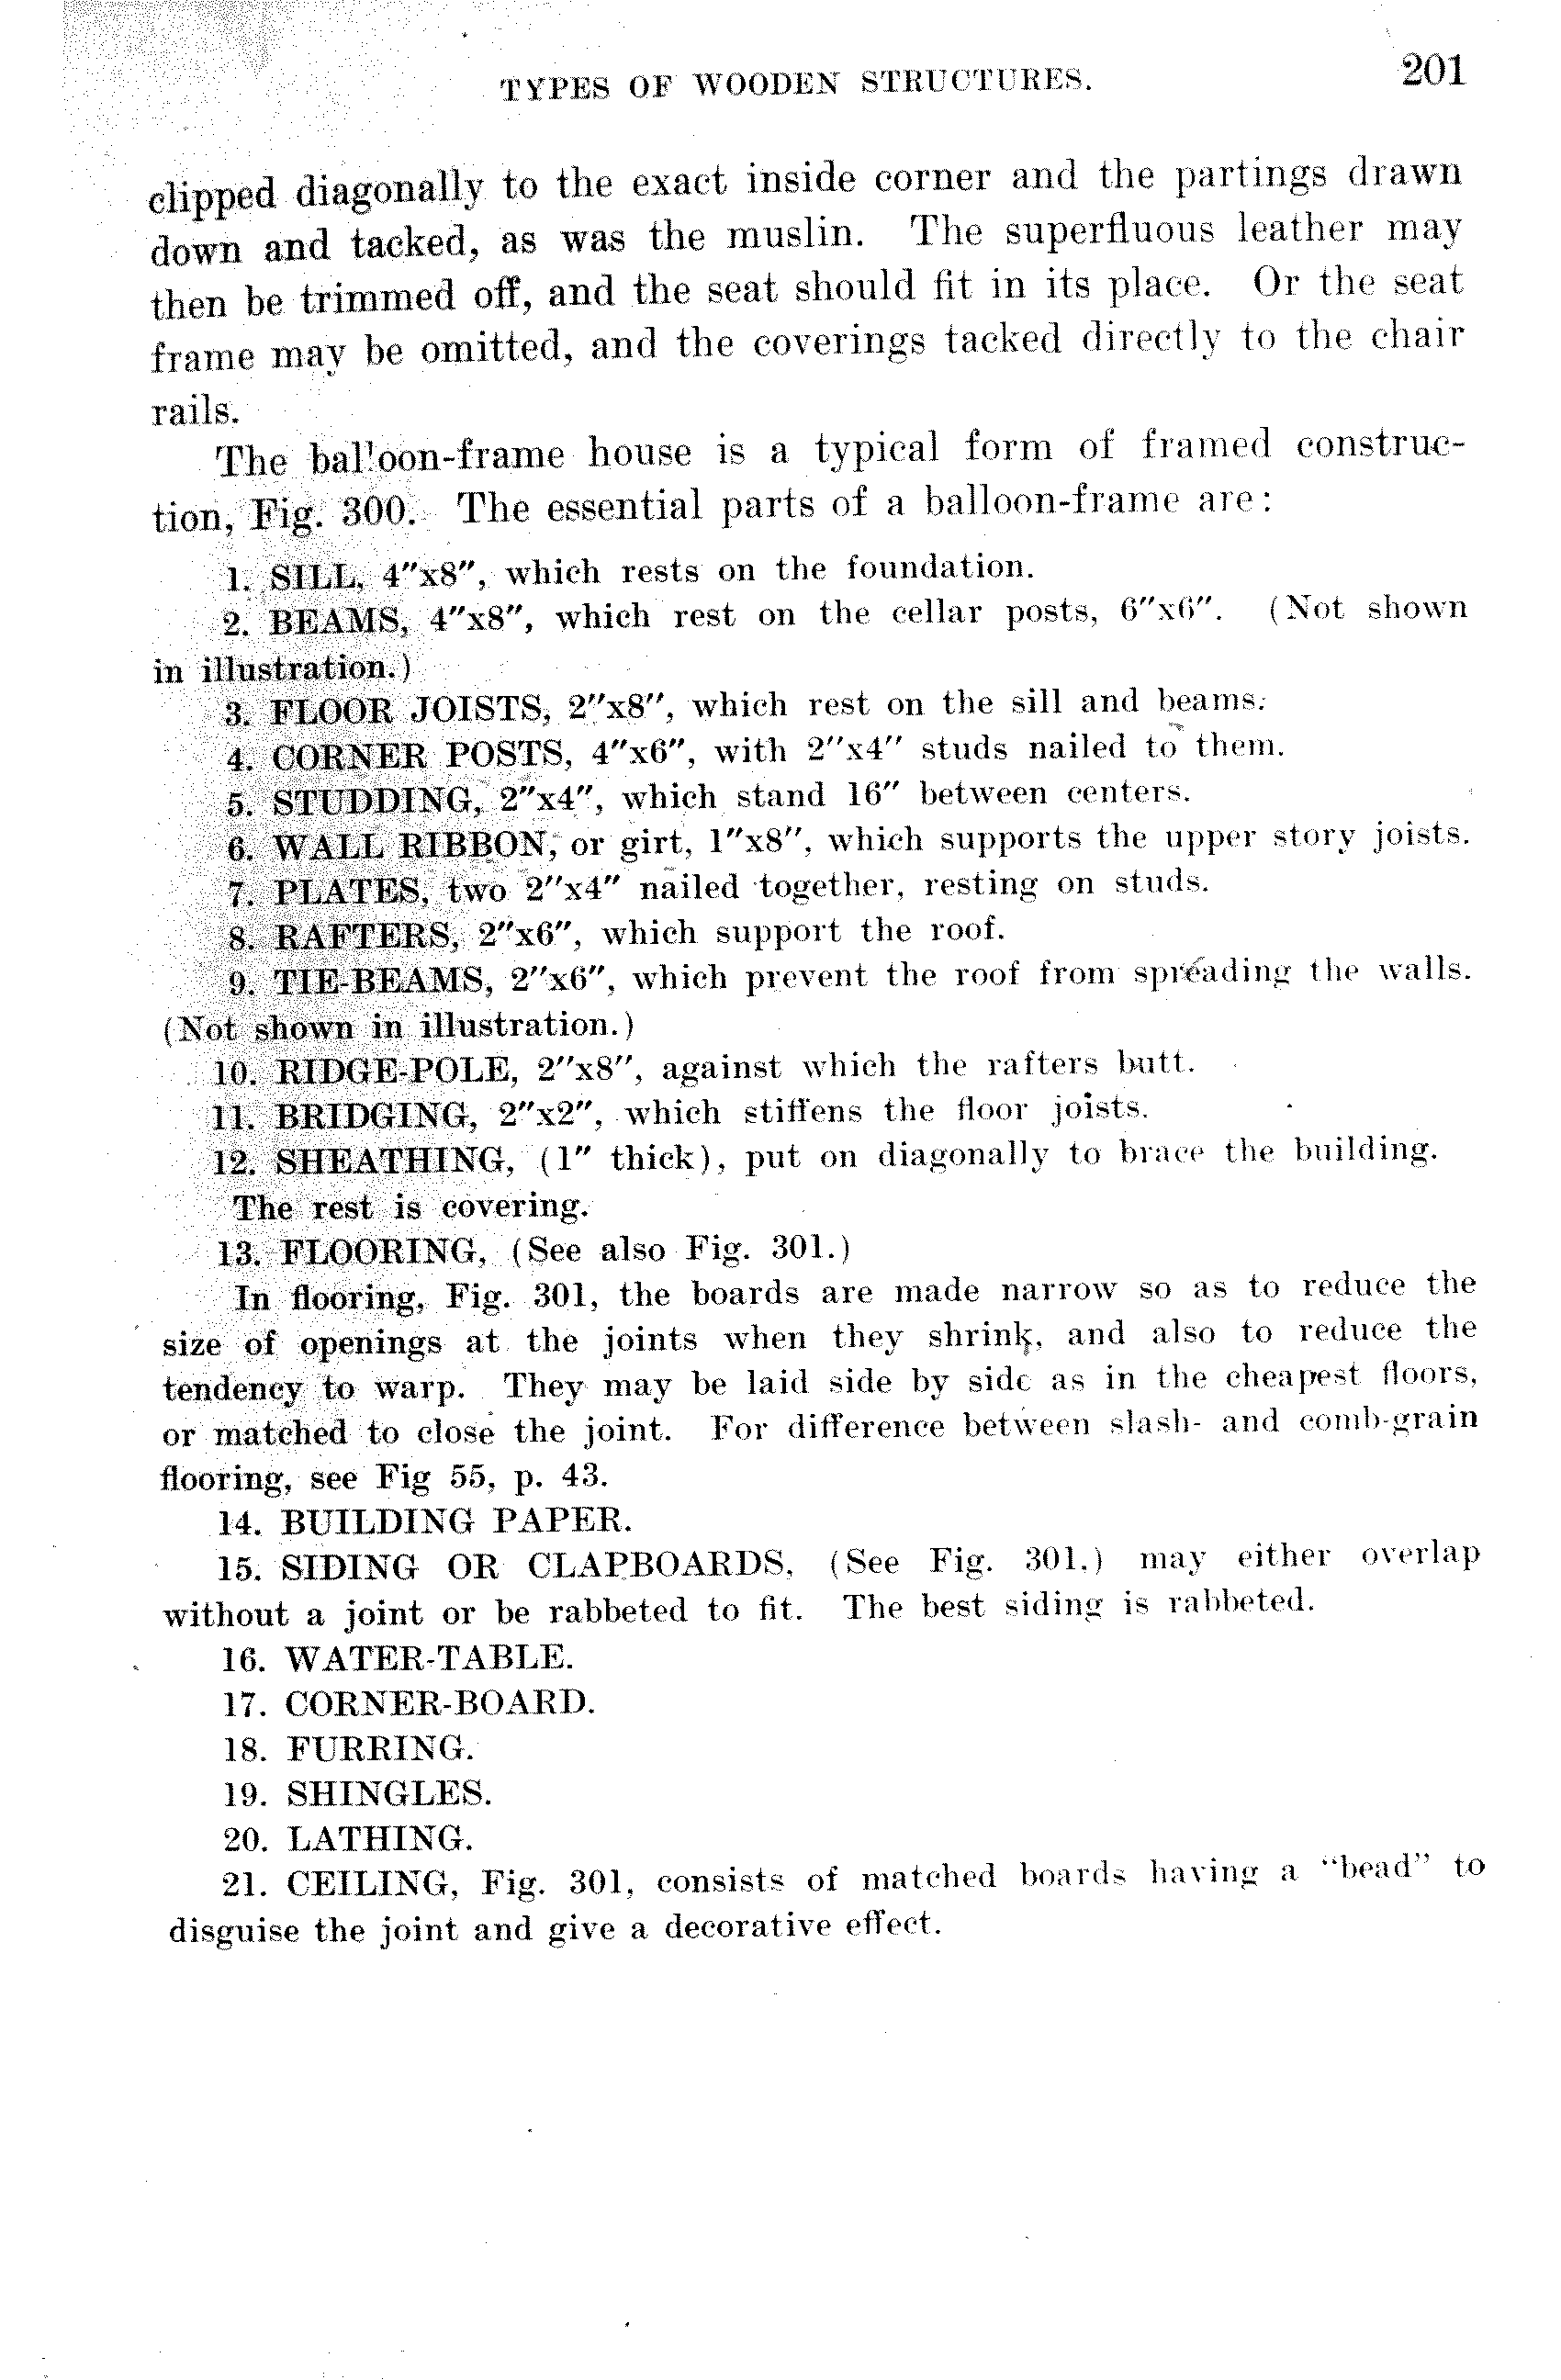 TYPES OF WOODEN STRUCTURES. 201
clipped diagonally to the exact inside corner and the partings drawn
down and tacked, as was the muslin. The superfluous leather may
then be trimmed off, and the seat should fit in its place. Or the seat
frame may be omitted, and the coverings tacked directly to the chair
rails.
The balloon-frame house is a typical form of framed construc-
tion, Fig. 300. The essential parts of a balloon-frame are:
1. SILL, 4"x8", which rests on the foundation.
2. BEAMS, 4"x8", which rest on the cellar posts, 6"x6". (Not shown
in illustration.)
3. FLOOR JOISTS, 2"x8", which rest on the sill and beams.
4. CORNER POSTS, 4"x6", with 2"x4" studs nailed to them.
5. STUDDING, 2"x4", which stand 16" between centers.
6. WALL RIBBON, or girt, 1"x8", which supports the upper story joists.
7. PLATES, two 2"x4" nailed together, resting on studs.
8. RAFTERS, 2"x6", which support the roof.
9. TIE-BEAMS, 2"x6", which prevent the roof from spreading the walls.
(Not shown in illustration.)
10. RIDGE-POLE, 2"x8", against which the rafters butt.
11. BRIDGING, 2"x2", which stiffens the floor joists.
12. SHEATHING, (1" thick), put on diagonally to brace the building.
The rest is covering.
13. FLOORING, (See also Fig. 301.)
In flooring, Fig. 301, the boards are made narrow so as to reduce the
size of openings at the joints when they shrink, and also to reduce the
tendency to warp. They may be laid side by side as in the cheapest floors,
or matched to close the joint. For difference between slash- and comb-grain
flooring, see Fig 55, p. 43.
14. BUILDING PAPER.
15. SIDING OR CLAPBOARDS, (See Fig. 301.) may either overlap
without a joint or be rabbeted to fit. The best siding is rabbeted.
16. WATER-TABLE.
17. CORNER-BOARD.
18. FURRING.
19. SHINGLES.
20. LATHING.
21. CEILING, Fig. 301, consists of matched boards having a "bead" to
disguise the joint and give a decorative effect.